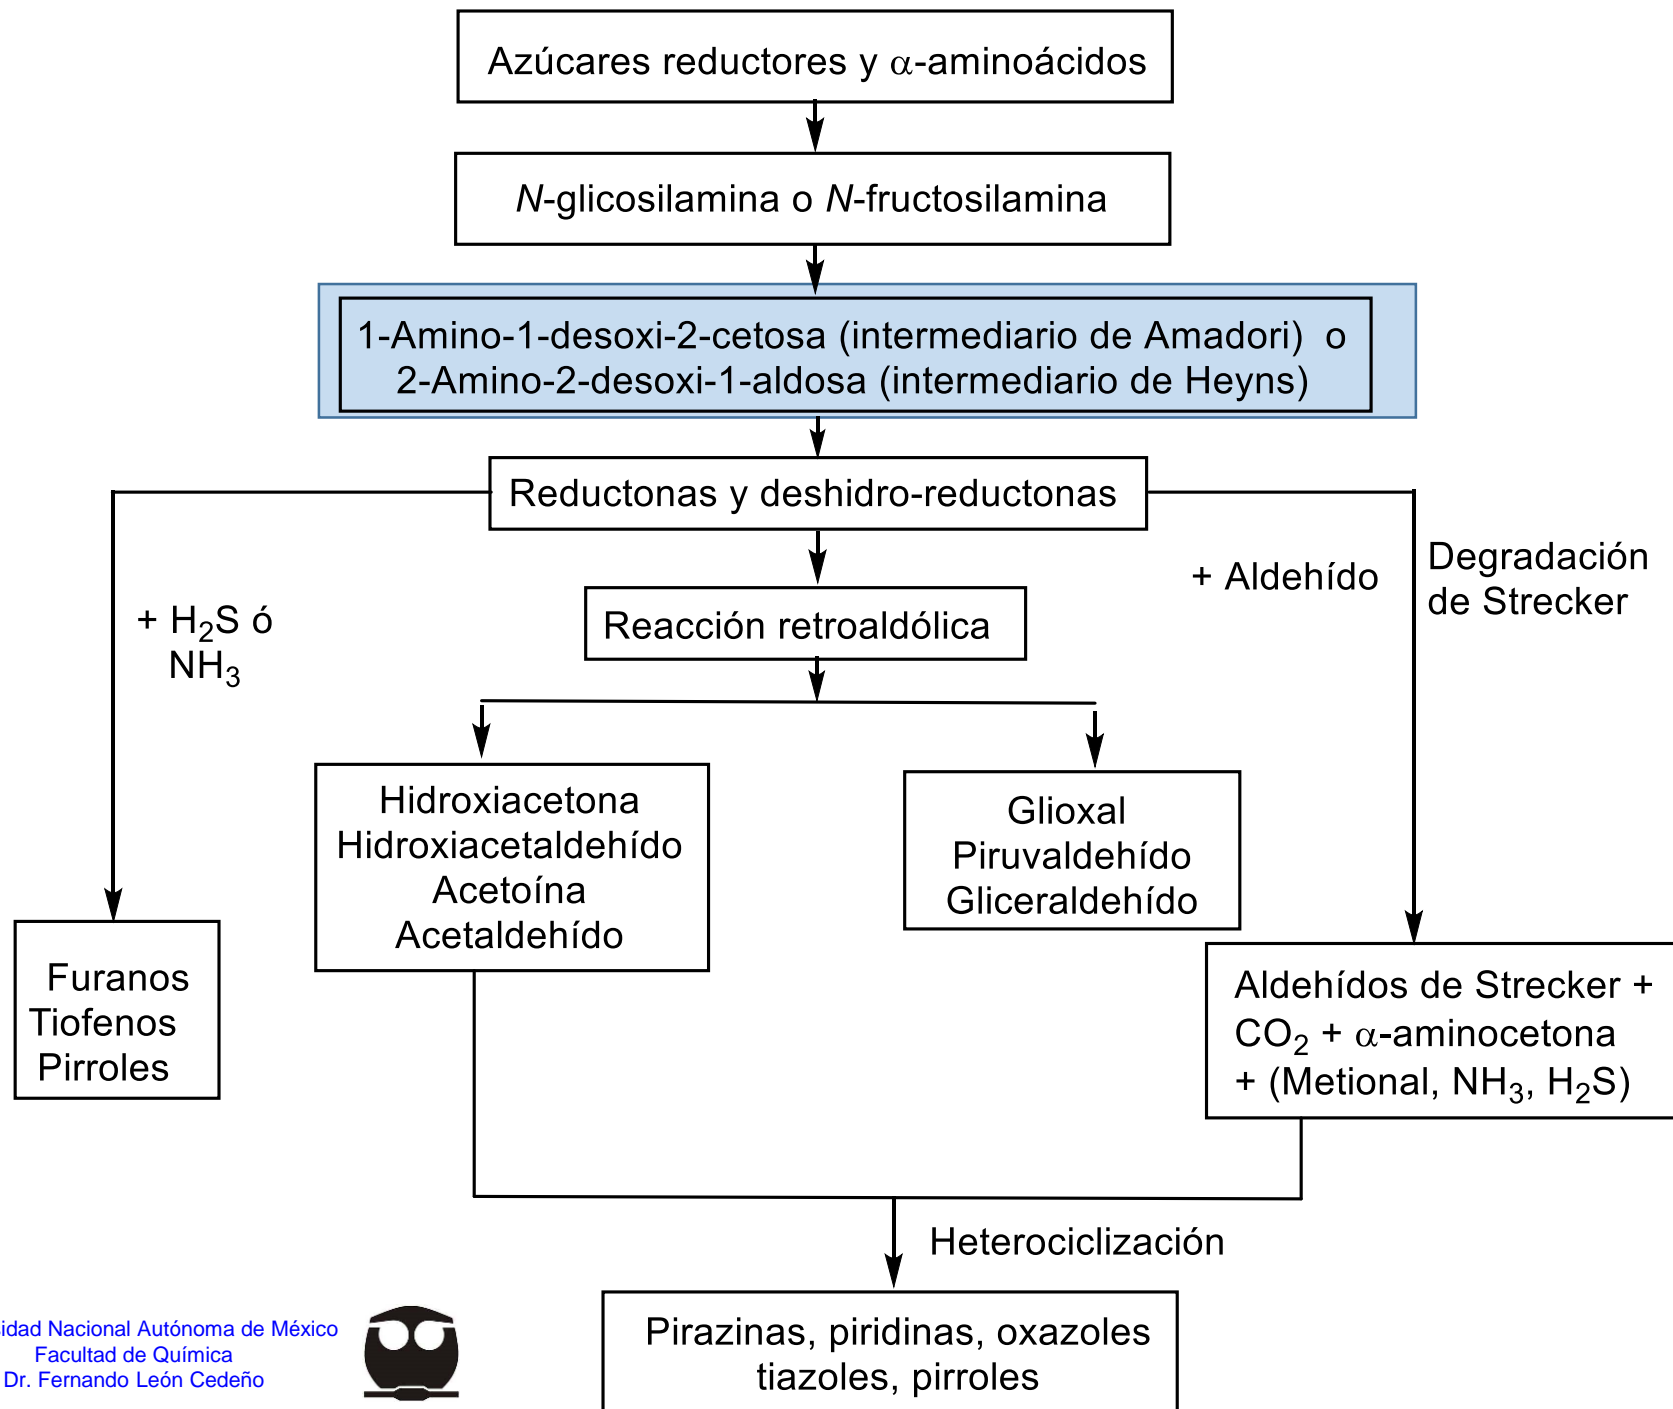 Azúcares reductores y α-aminoácidos
N-glicosilamina o N-fructosilamina
1-Amino-1-desoxi-2-cetosa (intermediario de Amadori) o
2-Amino-2-desoxi-1-aldosa (intermediario de Heyns)
Reductonas y deshidro-reductonas
+ H₂S ó
NH₃
Reacción retroaldólica
+ Aldehído
Degradación
de Strecker
Hidroxiacetona
Hidroxiacetaldehído
Acetoína
Acetaldehído
Glioxal
Piruvaldehído
Gliceraldehído
Furanos
Tiofenos
Pirroles
Aldehídos de Strecker +
CO₂ + α-aminocetona
+ (Metional, NH₃, H₂S)
Heterociclización
Pirazinas, piridinas, oxazoles
tiazoles, pirroles
Nacional Autónoma de México
Facultad de Química
Dr. Fernando León Cedeño